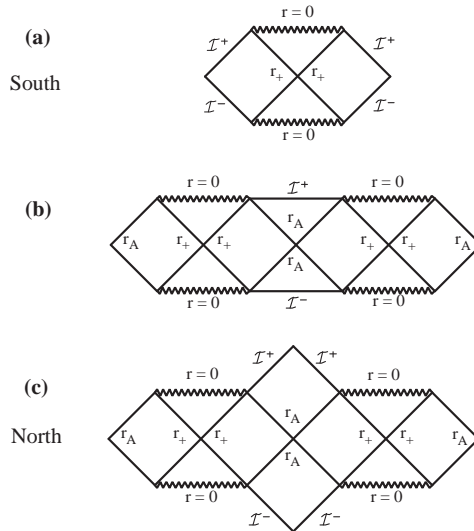 r = 0
(a)
ℐ⁺ ℐ⁺
South
r₊ r₊
ℐ⁻ ℐ⁻
r = 0
(b)
r = 0 ℐ⁺ r = 0
r_A
r_A r₊ r₊ r₊ r₊ r_A
r_A
r = 0 ℐ⁻ r = 0
(c)
ℐ⁺ ℐ⁺
r = 0 r = 0
r_A
North
r_A r₊ r₊ r₊ r₊ r_A
r_A
r = 0 r = 0
ℐ⁻ ℐ⁻